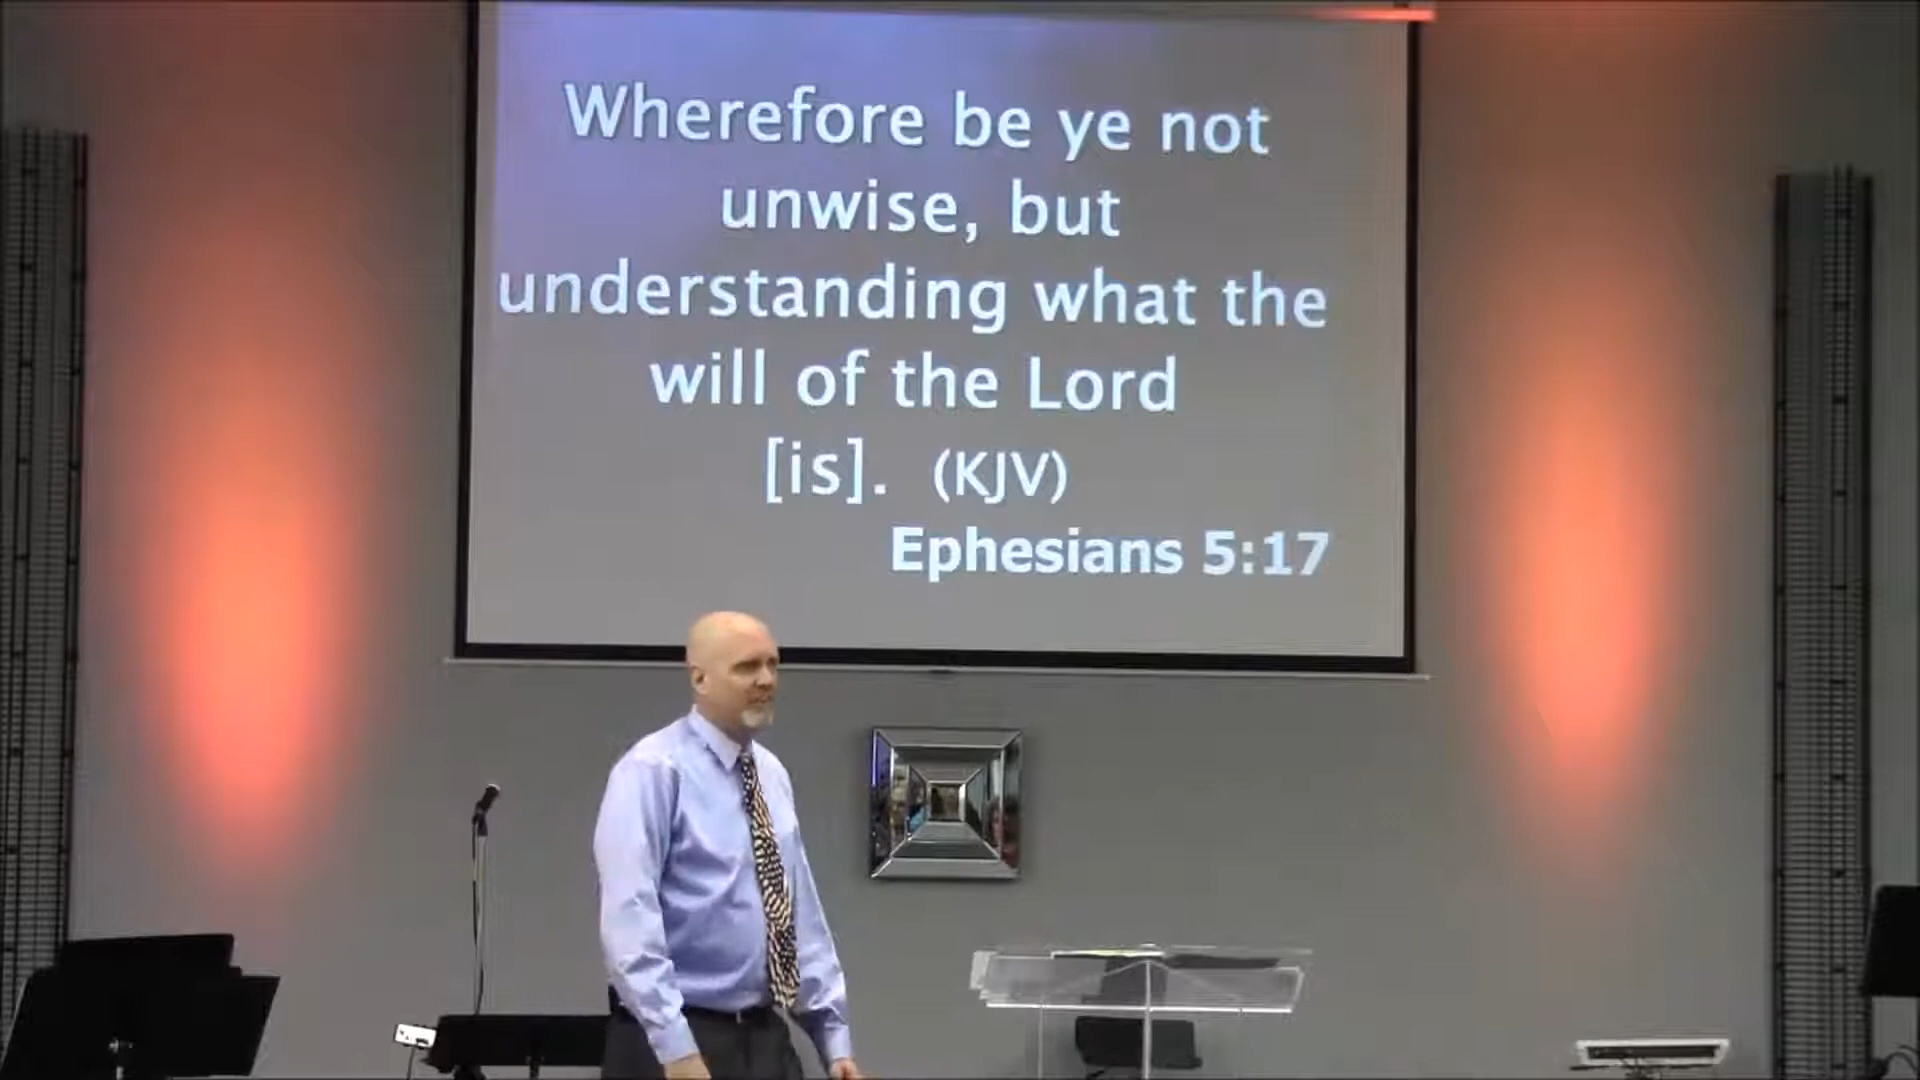 Wherefore be ye not
unwise, but
understanding what the
will of the Lord
[is]. (KJV)
Ephesians 5:17